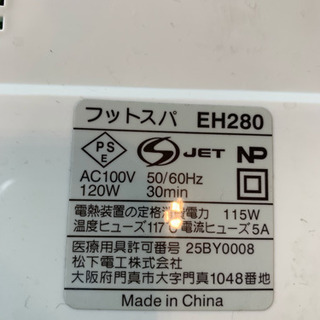 フットスパ EH280
PS
E
S JET NP
AC100V 50/60Hz
120W 30min
電熱装置の定格消費電力 115W
温度ヒューズ117℃電流ヒューズ5A
医療用具許可番号 25BY0008
松下電工株式会社
大阪府門真市大字門真1048番地
Made in China